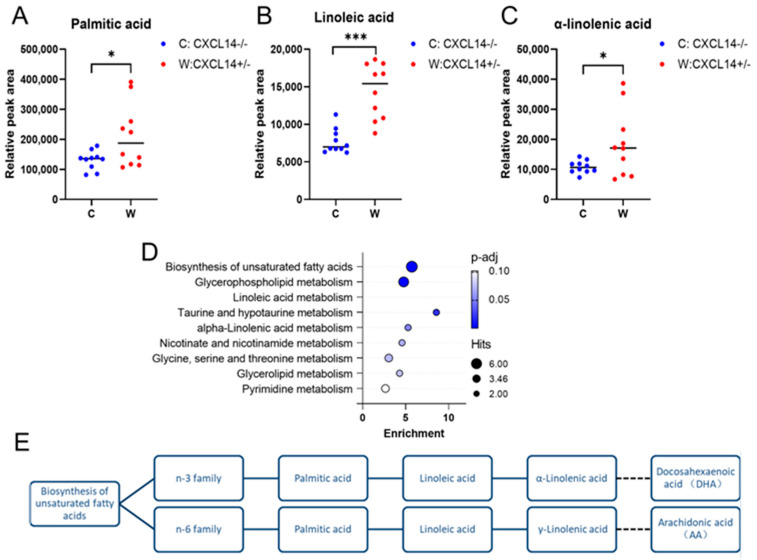 A
Palmitic acid
*
C: CXCL14-/-
W:CXCL14+/-
Relative peak area
500,000
400,000
300,000
200,000
100,000
0
C
W
B
Linoleic acid
***
C: CXCL14-/-
W:CXCL14+/-
Relative peak area
20,000
15,000
10,000
5,000
0
C
W
C
α-linolenic acid
*
C: CXCL14-/-
W:CXCL14+/-
Relative peak area
50,000
40,000
30,000
20,000
10,000
0
C
W
D
Biosynthesis of unsaturated fatty acids
Glycerophospholipid metabolism
Linoleic acid metabolism
Taurine and hypotaurine metabolism
alpha-Linolenic acid metabolism
Nicotinate and nicotinamide metabolism
Glycine, serine and threonine metabolism
Glycerolipid metabolism
Pyrimidine metabolism
0
5
10
Enrichment
p-adj
0.10
0.05
Hits
6.00
3.46
2.00
E
Biosynthesis of
unsaturated fatty
acids
n-3 family
Palmitic acid
Linoleic acid
α-Linolenic acid
Docosahexaenoic
acid （DHA）
n-6 family
Palmitic acid
Linoleic acid
γ-Linolenic acid
Arachidonic acid
（AA）